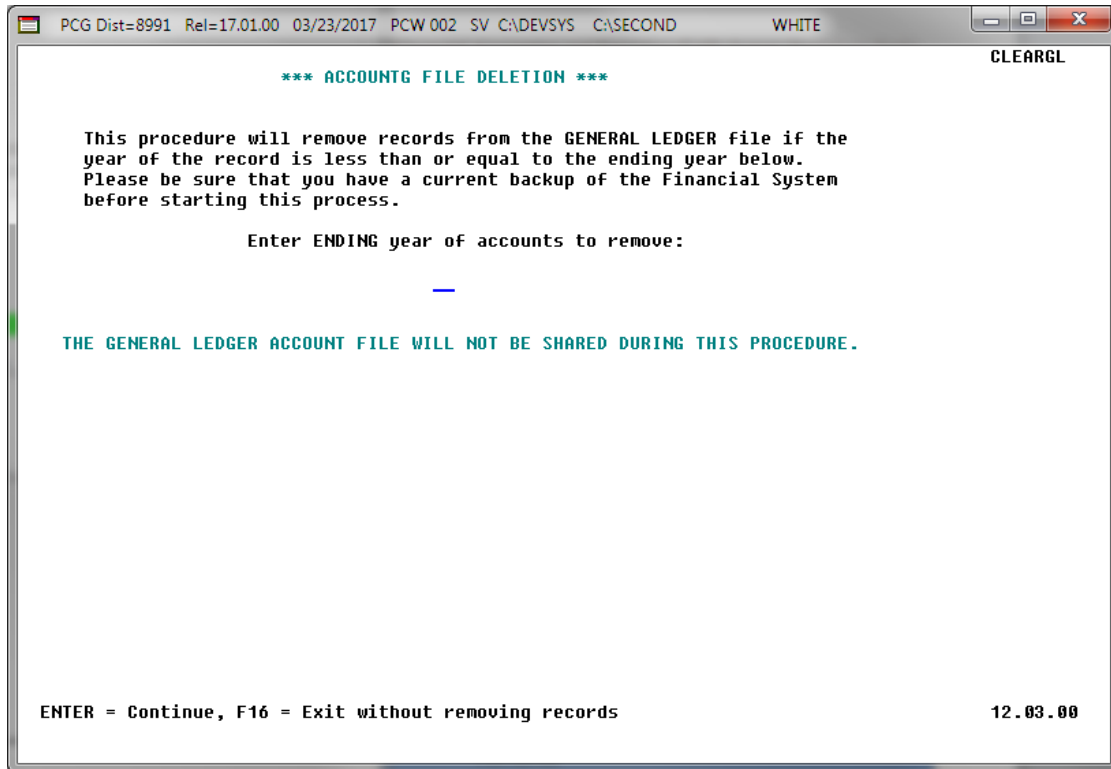 PCG Dist=8991 Rel=17.01.00 03/23/2017 PCW 002 SV C:\DEVSYS C:\SECOND WHITE
CLEARGL
*** ACCOUNTG FILE DELETION ***
This procedure will remove records from the GENERAL LEDGER file if the
year of the record is less than or equal to the ending year below.
Please be sure that you have a current backup of the Financial System
before starting this process.
Enter ENDING year of accounts to remove:
THE GENERAL LEDGER ACCOUNT FILE WILL NOT BE SHARED DURING THIS PROCEDURE.
ENTER = Continue, F16 = Exit without removing records 12.03.00